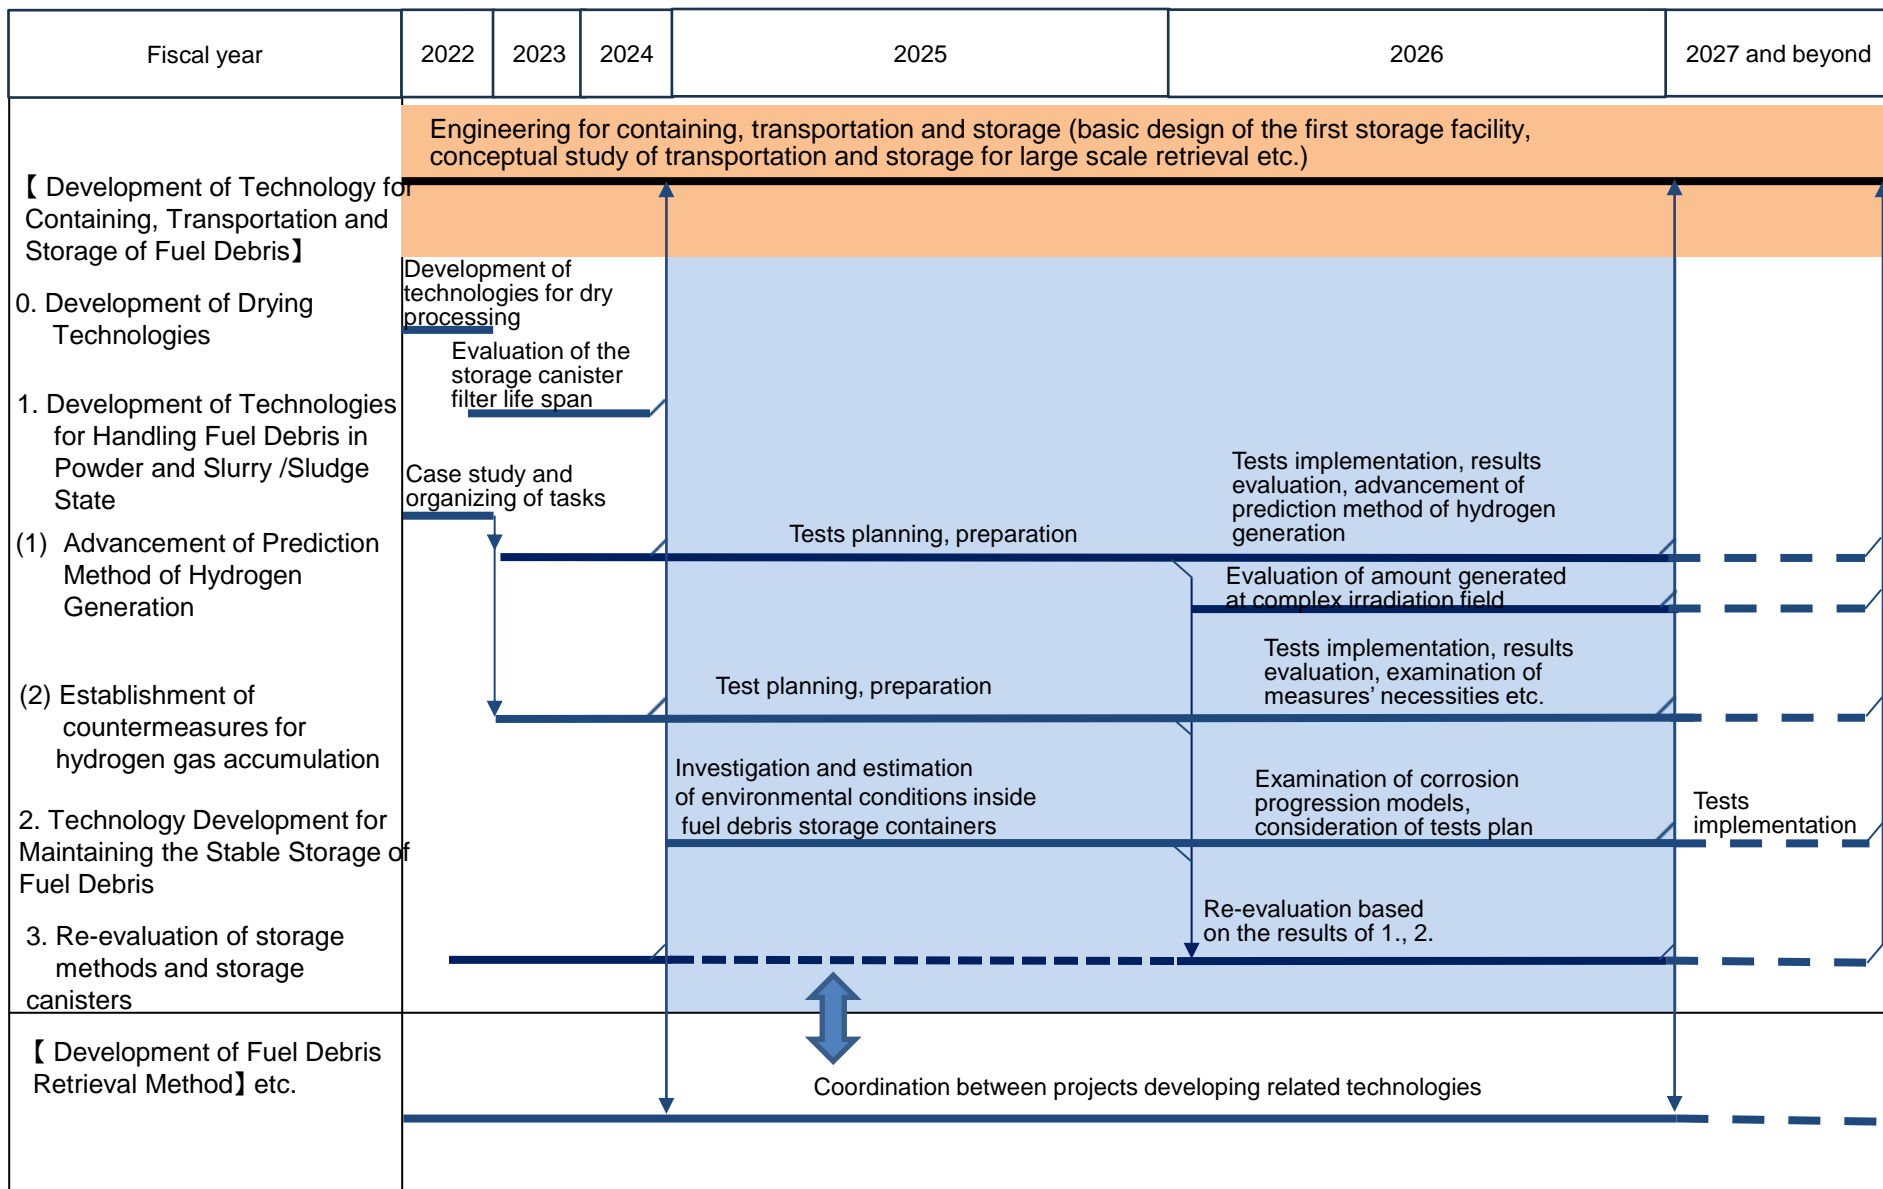 Fiscal year
2022
2023
2024
2025
2026
2027 and beyond
Engineering for containing, transportation and storage (basic design of the first storage facility,
conceptual study of transportation and storage for large scale retrieval etc.)
【 Development of Technology for
Containing, Transportation and
Storage of Fuel Debris】
Development of
technologies for dry
processing
0. Development of Drying
Technologies
Evaluation of the
storage canister
filter life span
1. Development of Technologies
for Handling Fuel Debris in
Powder and Slurry /Sludge
State
Case study and
organizing of tasks
Tests implementation, results
evaluation, advancement of
prediction method of hydrogen
generation
Tests planning, preparation
(1) Advancement of Prediction
Method of Hydrogen
Generation
Evaluation of amount generated
at complex irradiation field
Tests implementation, results
evaluation, examination of
measures’ necessities etc.
Test planning, preparation
(2) Establishment of
countermeasures for
hydrogen gas accumulation
Investigation and estimation
of environmental conditions inside
fuel debris storage containers
Examination of corrosion
progression models,
consideration of tests plan
Tests
implementation
2. Technology Development for
Maintaining the Stable Storage of
Fuel Debris
Re-evaluation based
on the results of 1., 2.
3. Re-evaluation of storage
methods and storage
canisters
【 Development of Fuel Debris
Retrieval Method】 etc.
Coordination between projects developing related technologies